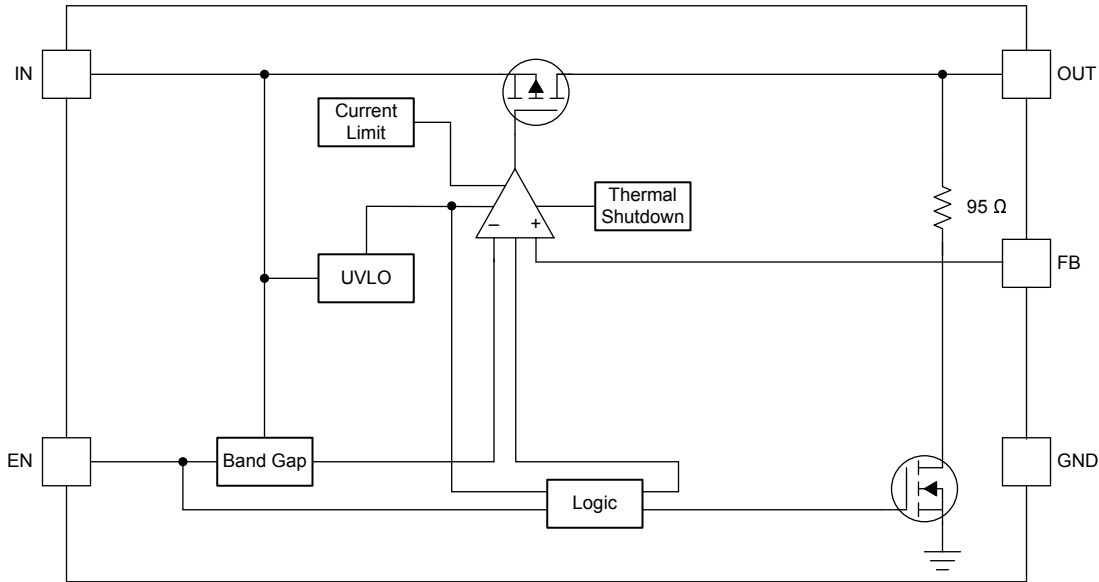 IN
OUT
Current
Limit
Thermal
Shutdown
95 Ω
− +
UVLO
FB
EN
Band Gap
GND
Logic